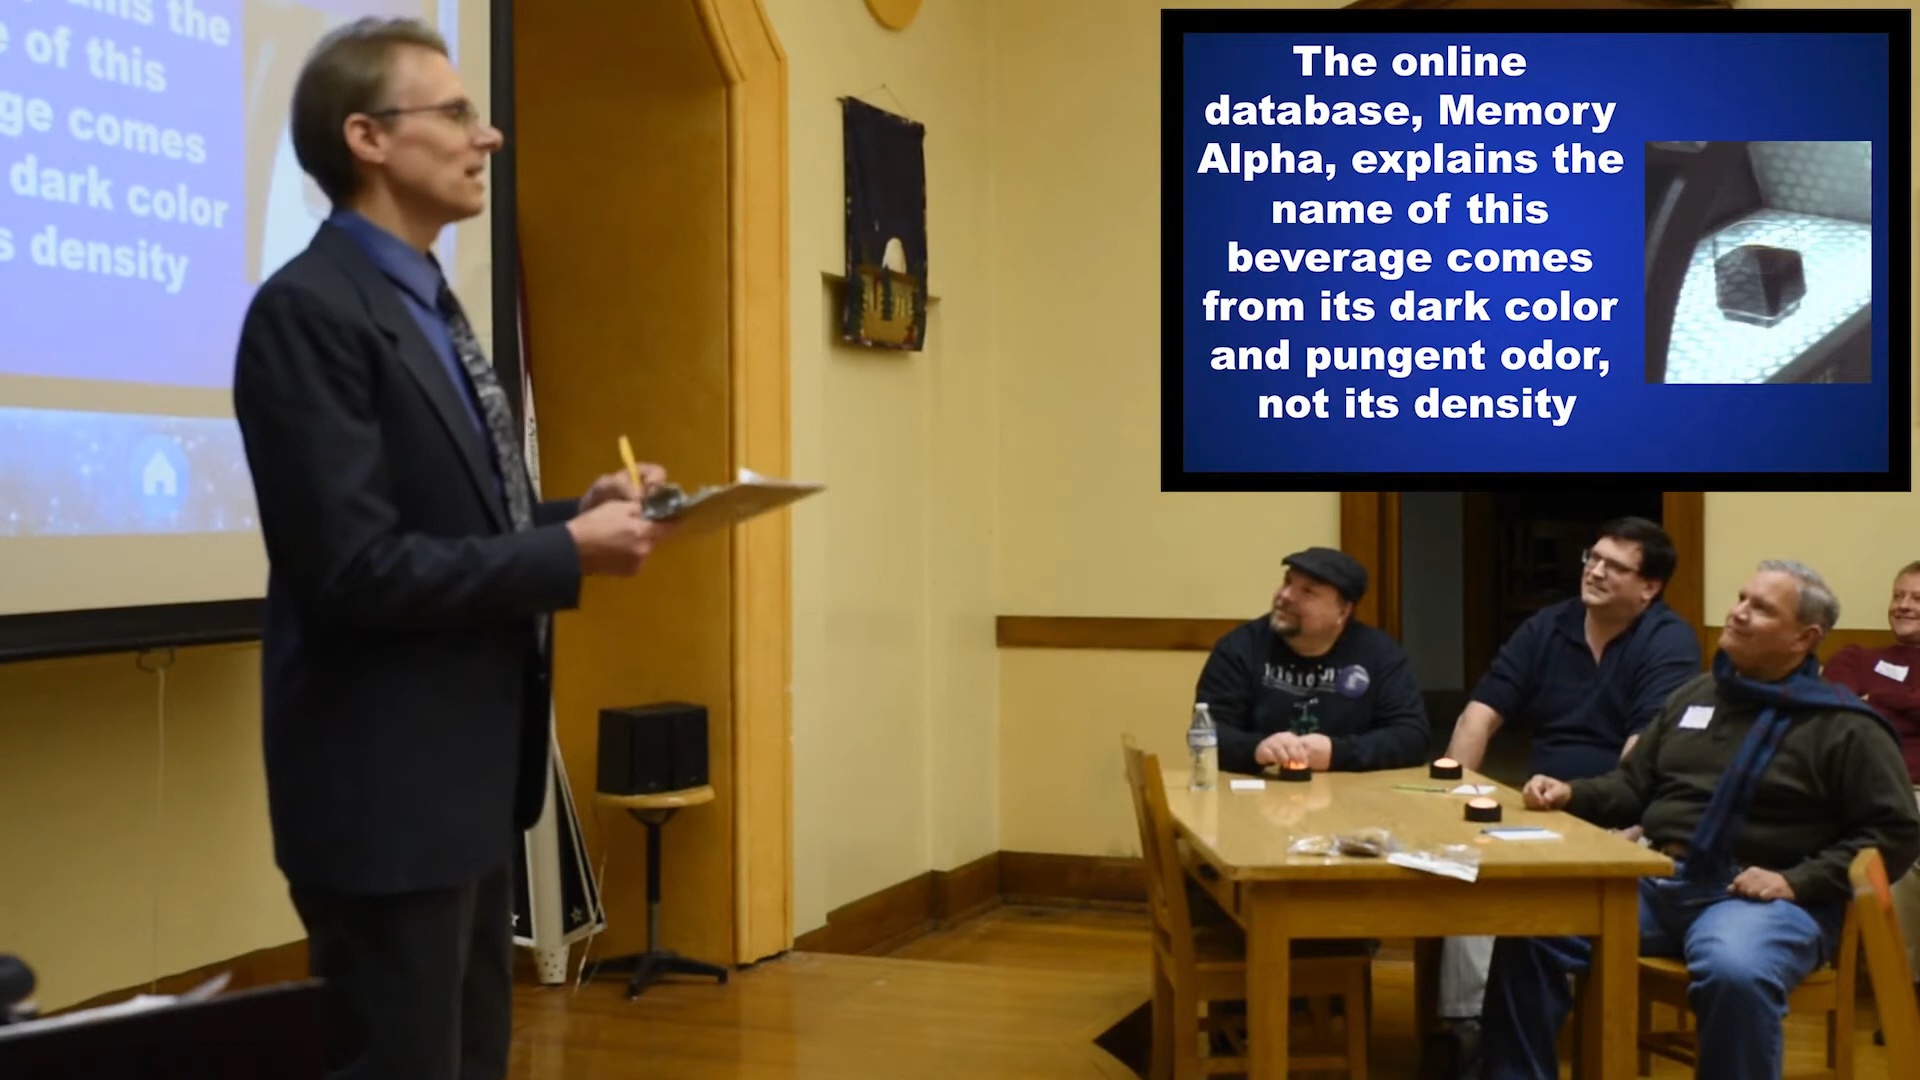 ns the
e of this
ge comes
dark color
s density
The online
database, Memory
Alpha, explains the
name of this
beverage comes
from its dark color
and pungent odor,
not its density